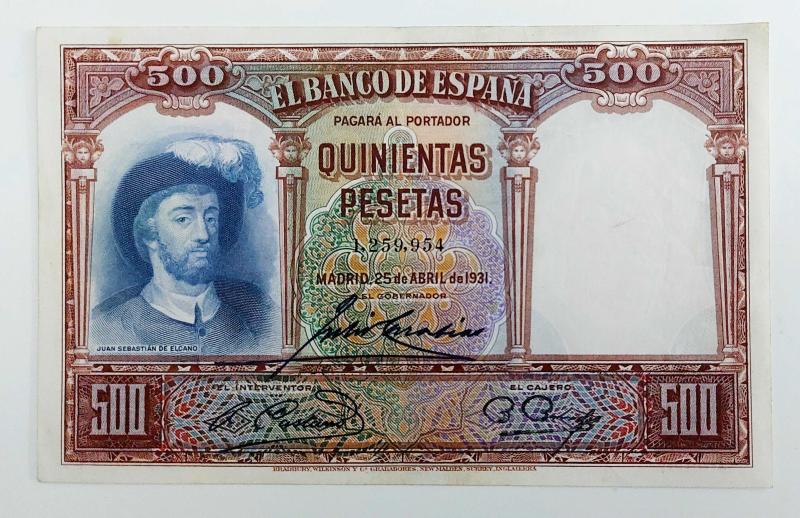 500 500
EL BANCO DE ESPAÑA
PAGARÁ AL PORTADOR
QUINIENTAS
PESETAS
1,259,954
MADRID, 25 de ABRIL de 1931.
EL GOBERNADOR
JUAN SEBASTIÁN DE ELCANO
EL INTERVENTOR EL CAJERO
500 500
BRADBURY, WILKINSON Y Cª GRABADORES, NEW MALDEN, SURREY, INGLATERRA